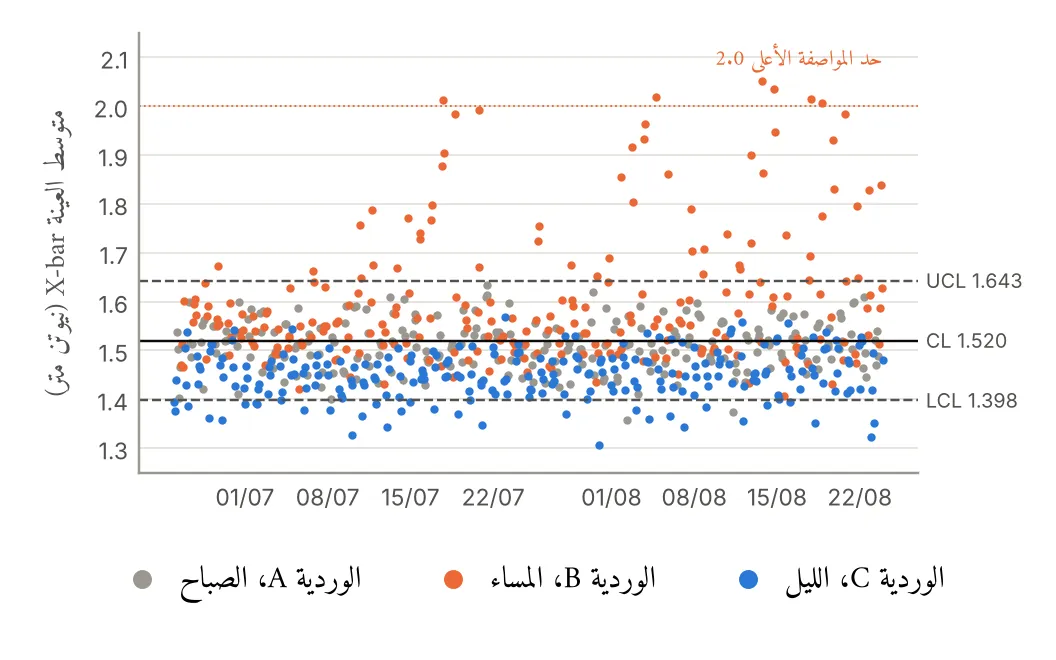 حد المواصفة الأعلى 2.0
متوسط العينة X-bar (نيوتن متر)
2.1
2.0
1.9
1.8
1.7
1.6
1.5
1.4
1.3
UCL 1.643
CL 1.520
LCL 1.398
01/07
08/07
15/07
22/07
01/08
08/08
15/08
22/08
الوردية A، الصباح
الوردية B، المساء
الوردية C، الليل